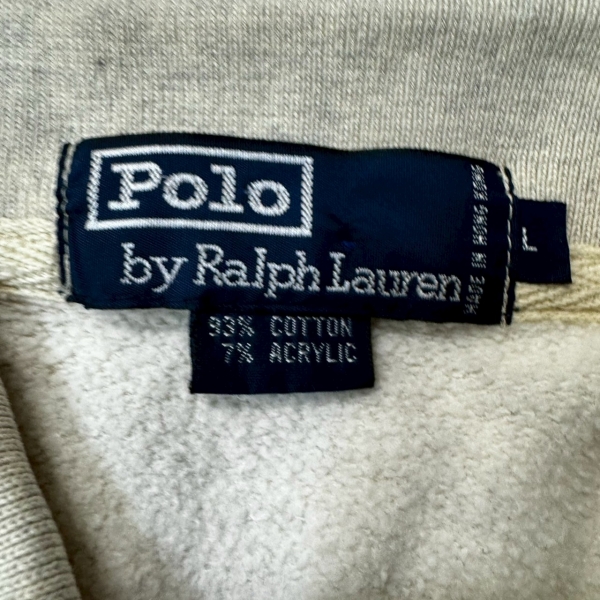 Polo
by Ralph Lauren
MADE IN HONG KONG
L
93% COTTON
7% ACRYLIC